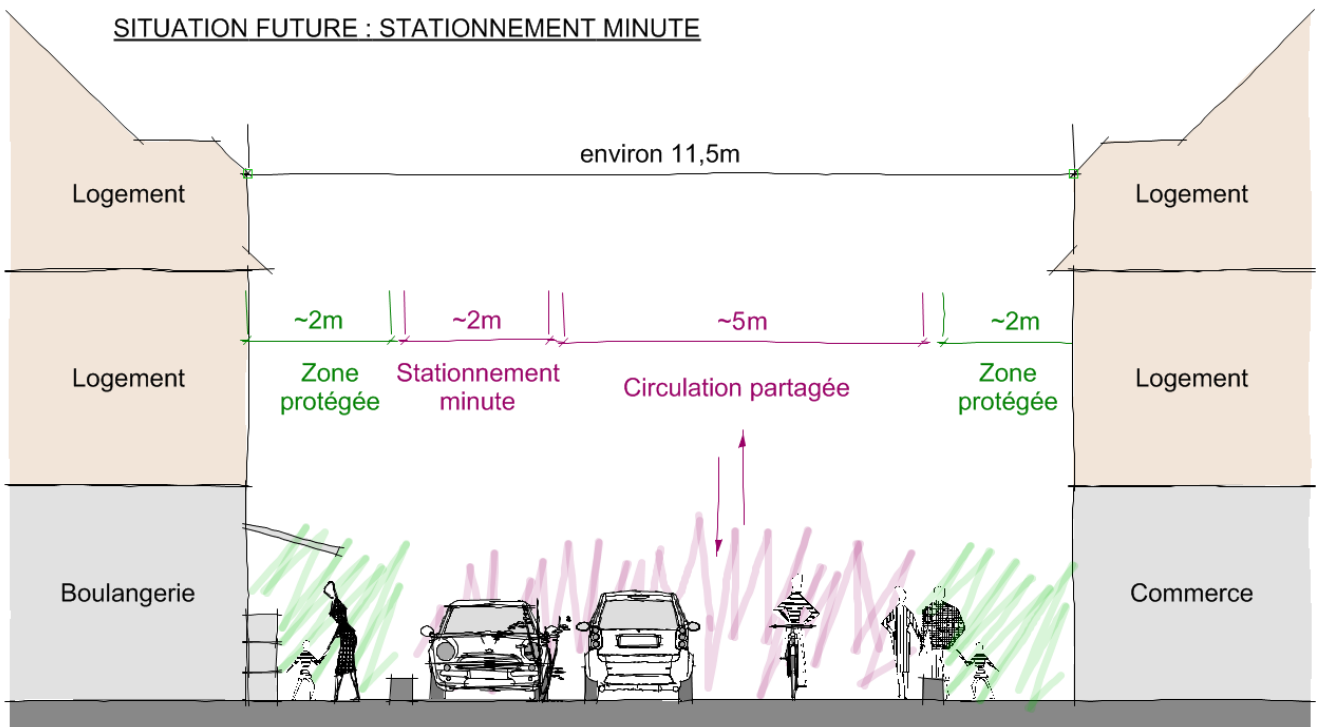 SITUATION FUTURE : STATIONNEMENT MINUTE
environ 11,5m
Logement
Logement
~2m
~2m
~5m
~2m
Logement
Zone
protégée
Stationnement
minute
Circulation partagée
Zone
protégée
Logement
Boulangerie
Commerce